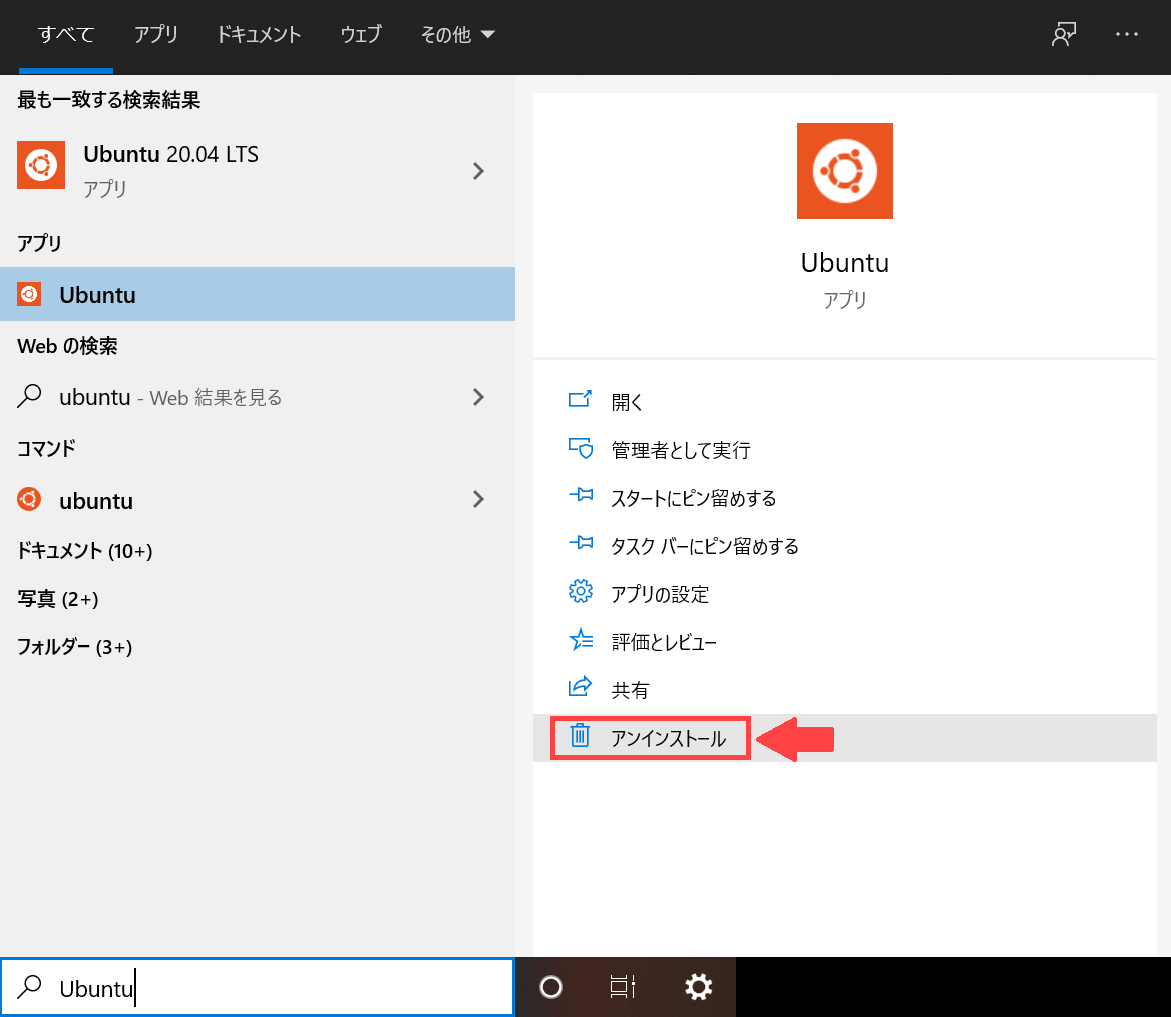 すべて アプリ ドキュメント ウェブ その他
最も一致する検索結果
Ubuntu 20.04 LTS
アプリ
アプリ
Ubuntu
Web の検索
ubuntu - Web 結果を見る
コマンド
ubuntu
ドキュメント (10+)
写真 (2+)
フォルダー (3+)
Ubuntu
アプリ
開く
管理者として実行
スタートにピン留めする
タスク バーにピン留めする
アプリの設定
評価とレビュー
共有
アンインストール
Ubuntu